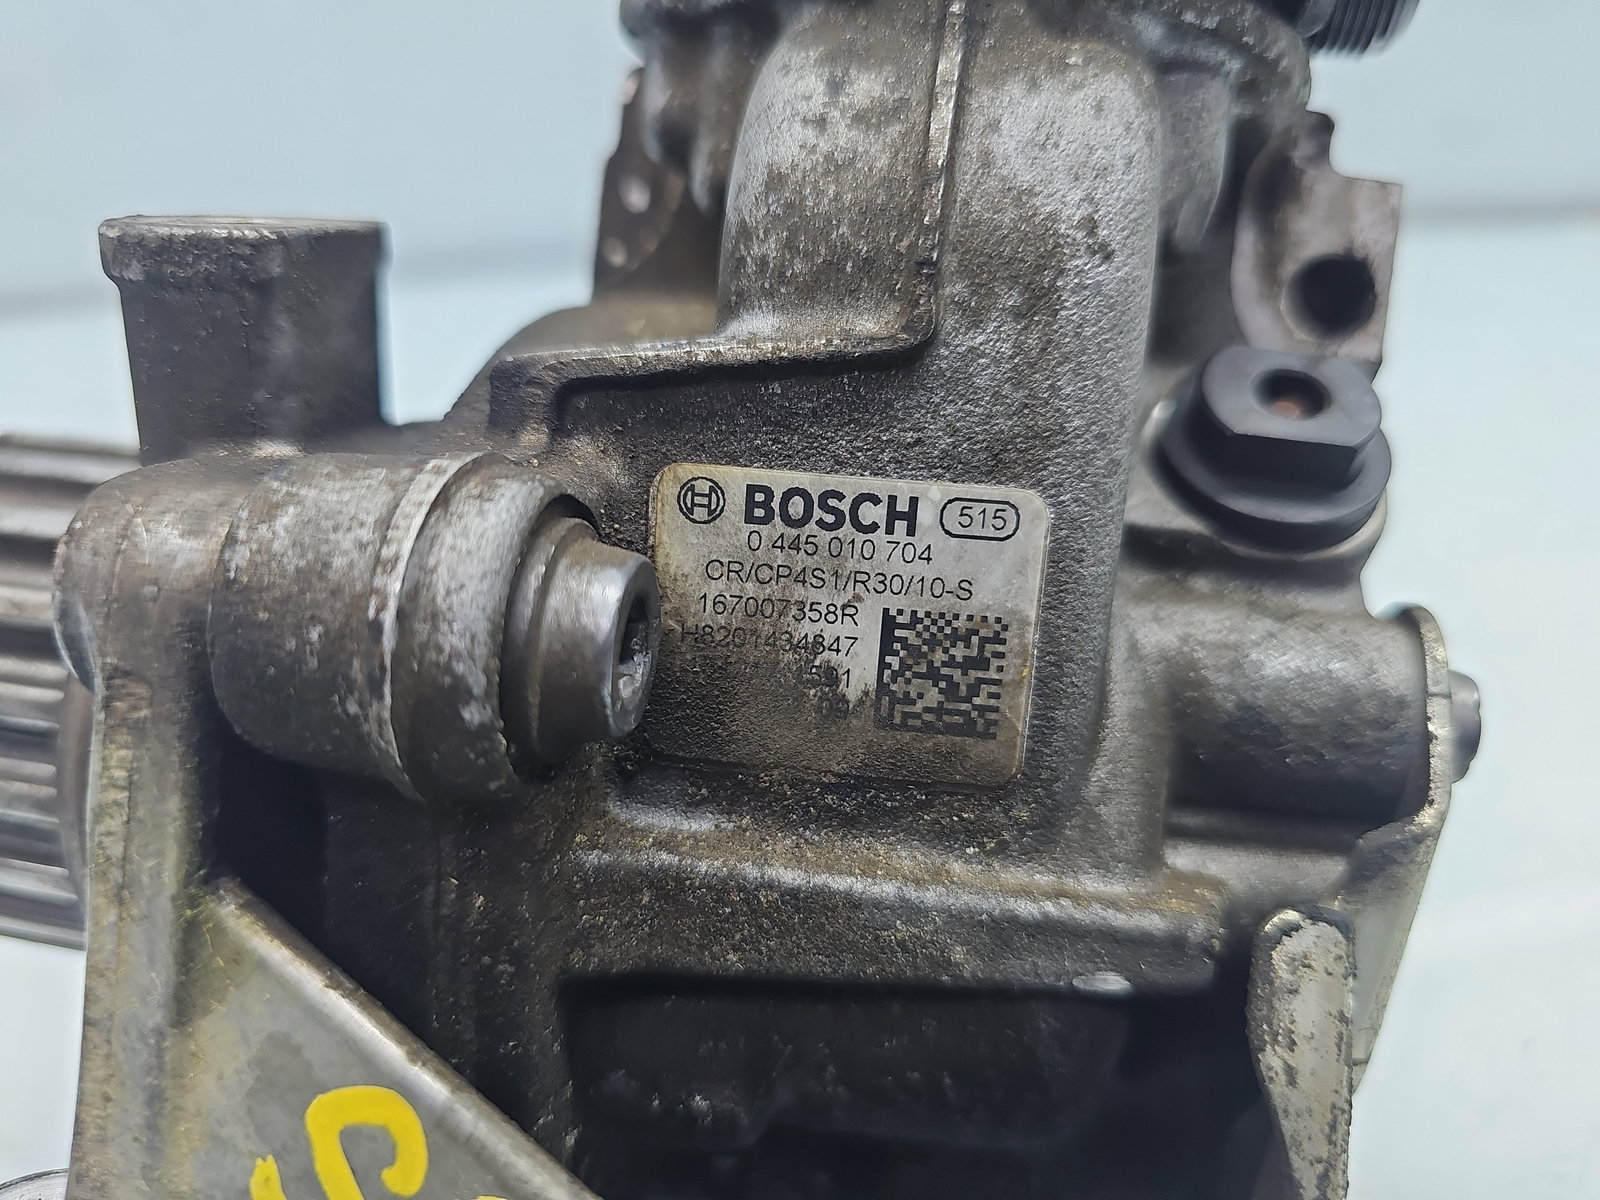 BOSCH 515
0 445 010 704
CR/CP4S1/R30/10-S
167007358R
H8201434847